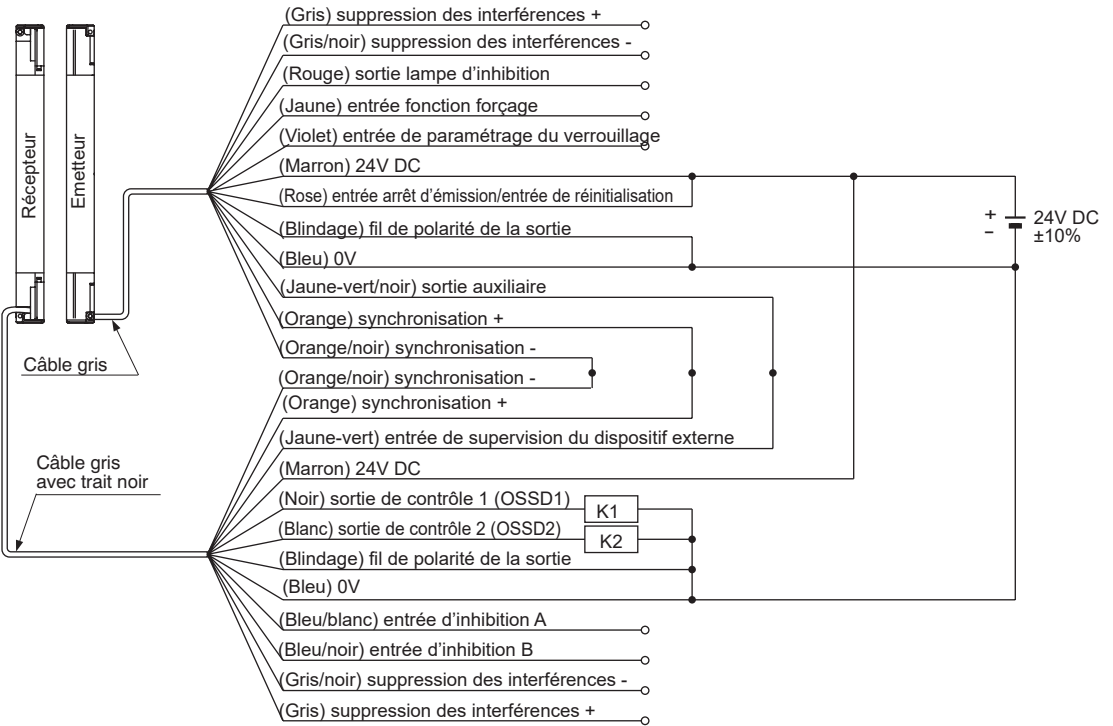 (Gris) suppression des interférences +
(Gris/noir) suppression des interférences -
(Rouge) sortie lampe d'inhibition
(Jaune) entrée fonction forçage
(Violet) entrée de paramétrage du verrouillage
(Marron) 24V DC
(Rose) entrée arrêt d'émission/entrée de réinitialisation
(Blindage) fil de polarité de la sortie
(Bleu) 0V
(Jaune-vert/noir) sortie auxiliaire
(Orange) synchronisation +
(Orange/noir) synchronisation -
(Orange/noir) synchronisation -
(Orange) synchronisation +
(Jaune-vert) entrée de supervision du dispositif externe
(Marron) 24V DC
(Noir) sortie de contrôle 1 (OSSD1)
K1
(Blanc) sortie de contrôle 2 (OSSD2)
K2
(Blindage) fil de polarité de la sortie
(Bleu) 0V
(Bleu/blanc) entrée d'inhibition A
(Bleu/noir) entrée d'inhibition B
(Gris/noir) suppression des interférences -
(Gris) suppression des interférences +
Récepteur
Emetteur
Câble gris
Câble gris
avec trait noir
+
-
24V DC
±10%